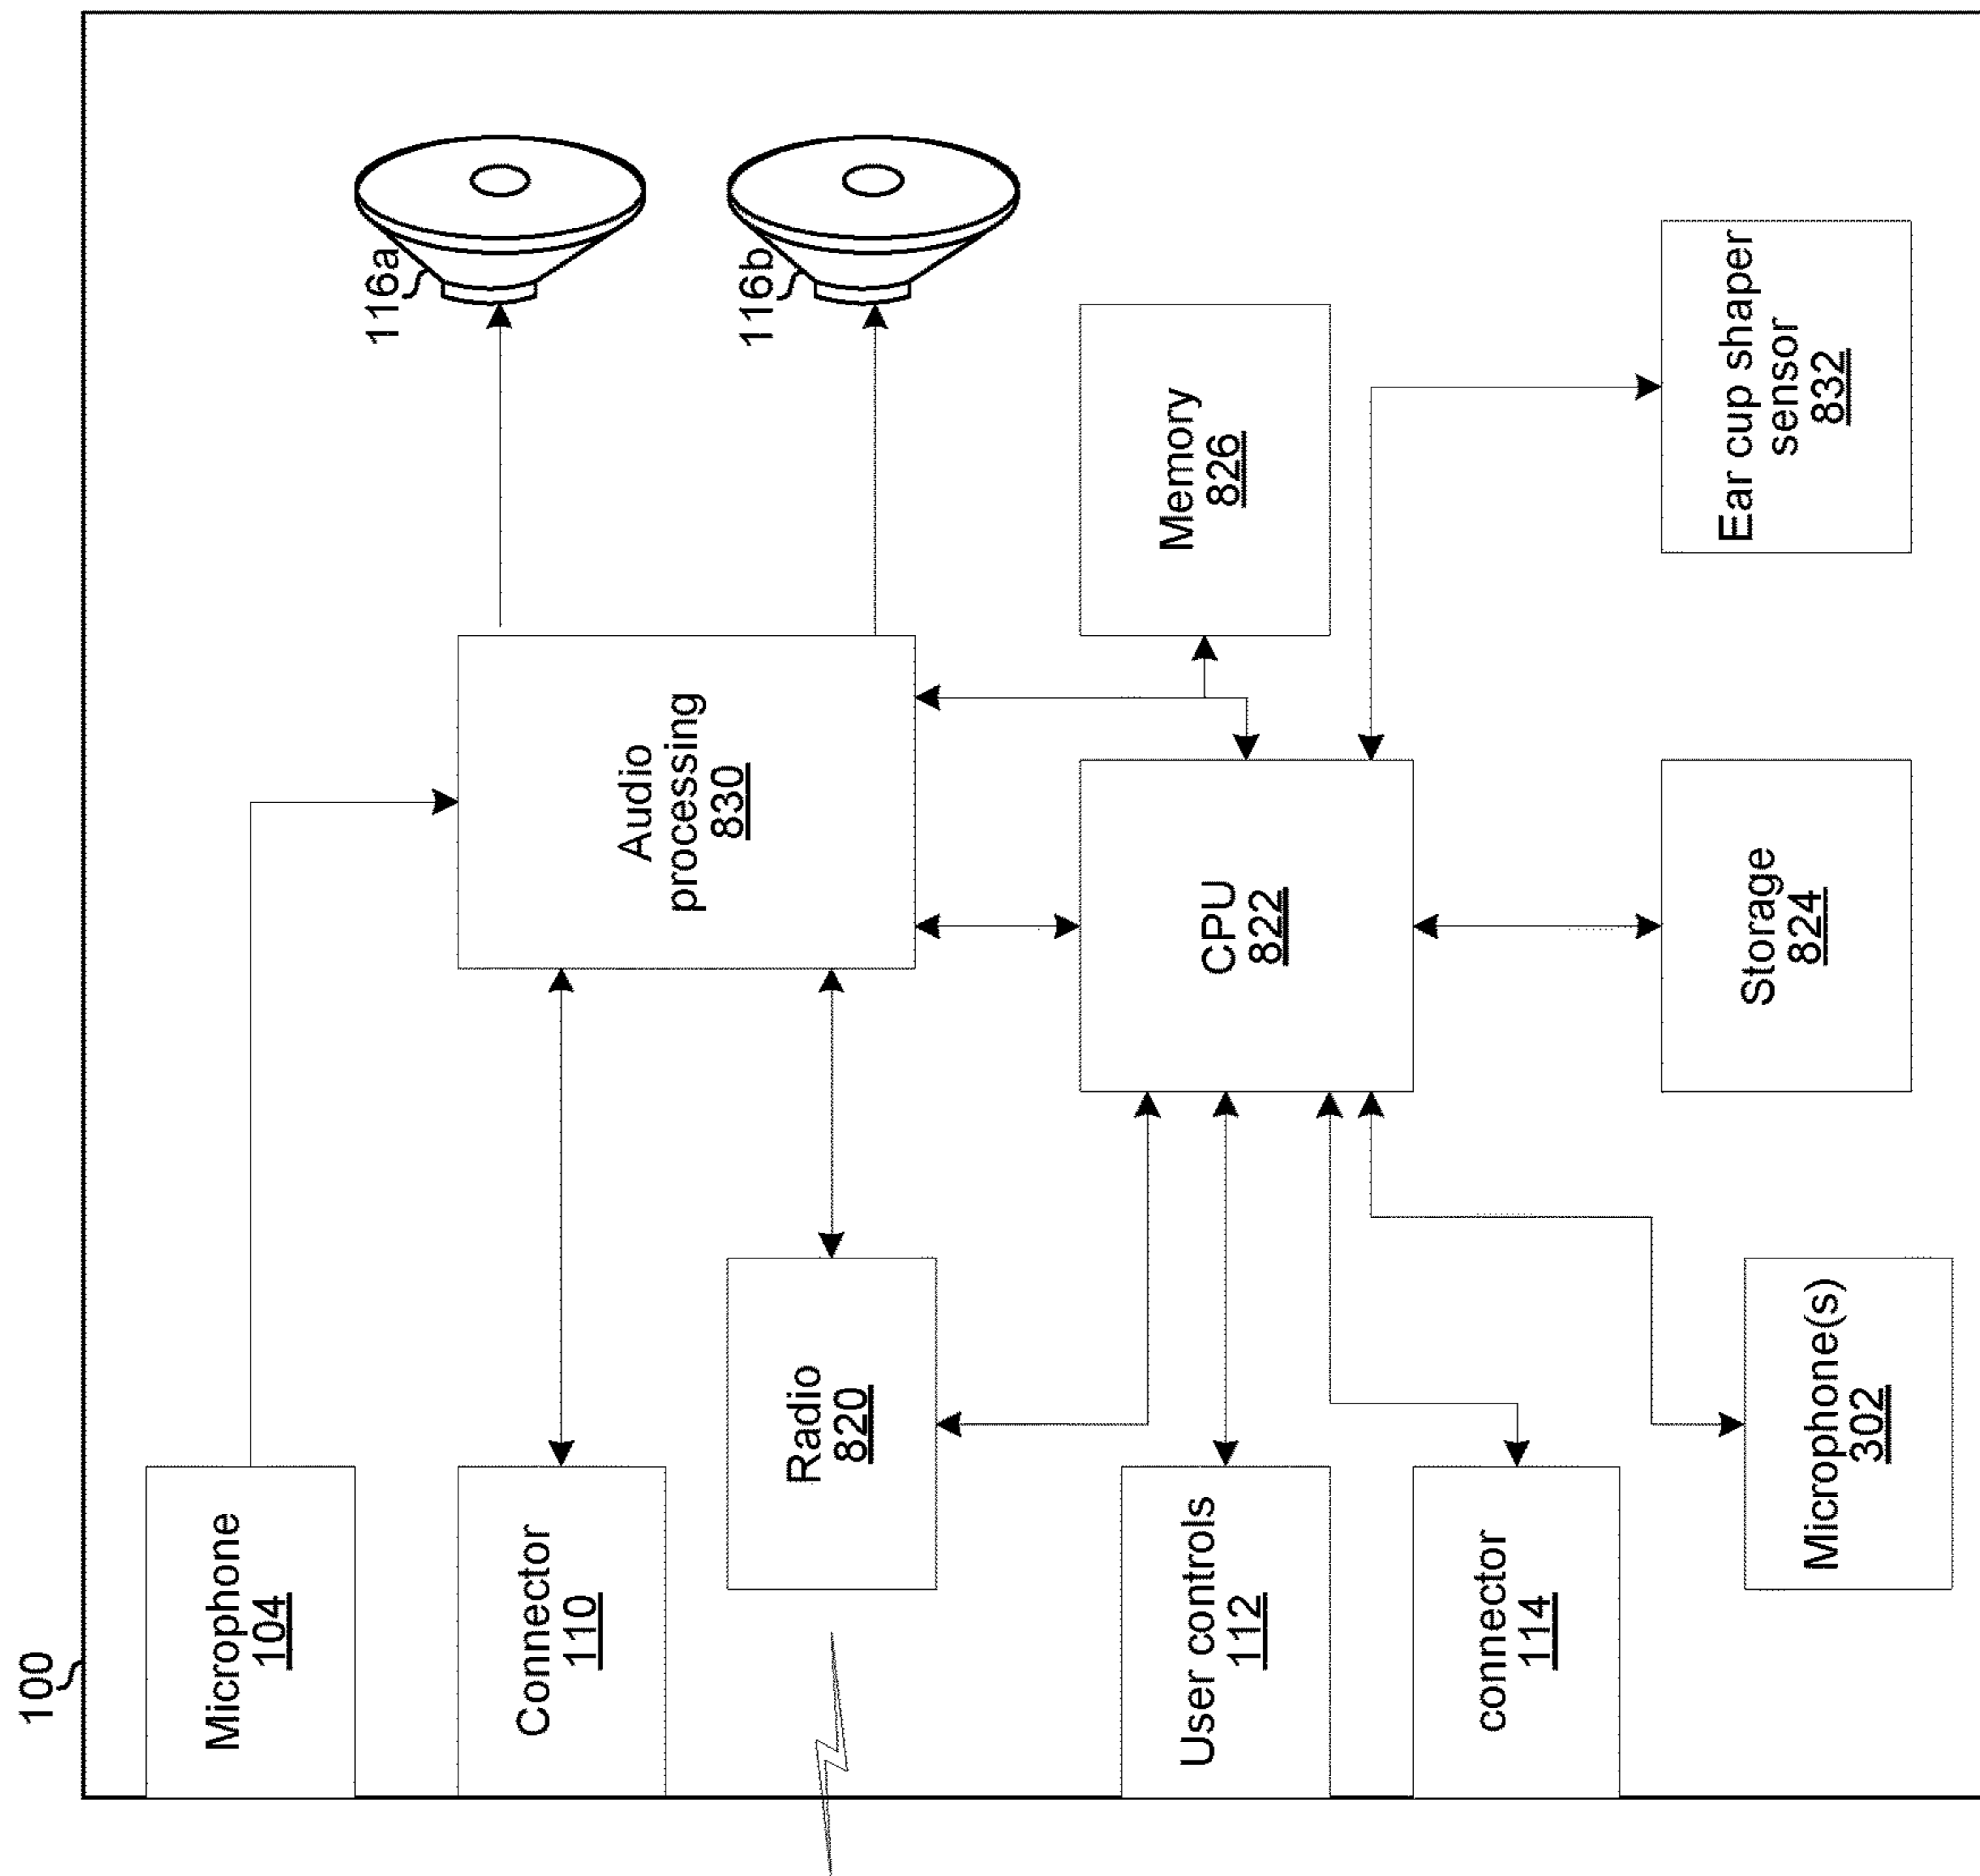 100
Microphone
104
116a
Connector
110
Audio
processing
830
116b
Radio
820
User controls
112
CPU
822
Memory
826
connector
114
Microphone(s)
302
Storage
824
Ear cup shaper
sensor
832